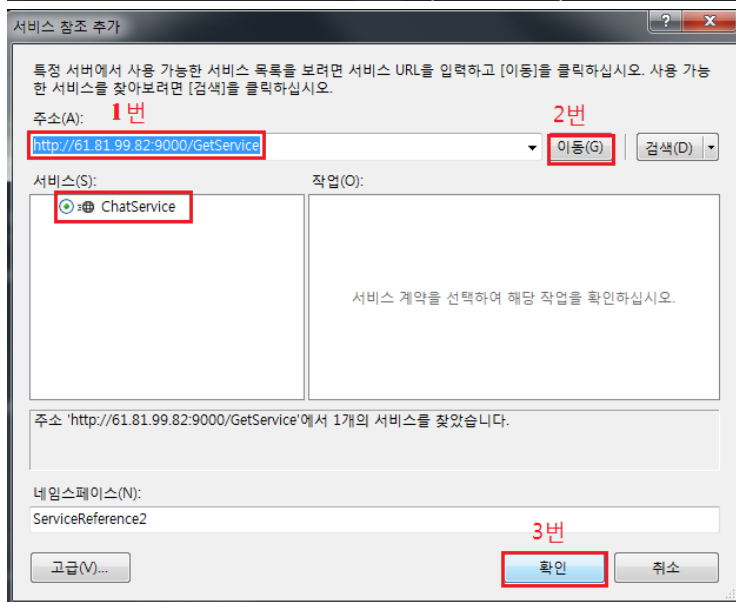 서비스 참조 추가
특정 서버에서 사용 가능한 서비스 목록을 보려면 서비스 URL을 입력하고 [이동]을 클릭하십시오. 사용 가능
한 서비스를 찾아보려면 [검색]을 클릭하십시오.
1번
2번
주소(A):
http://61.81.99.82:9000/GetService
이동(G)
검색(D)
서비스(S):
작업(O):
ChatService
서비스 계약을 선택하여 해당 작업을 확인하십시오.
주소 'http://61.81.99.82:9000/GetService'에서 1개의 서비스를 찾았습니다.
네임스페이스(N):
ServiceReference2
3번
고급(V)...
확인
취소